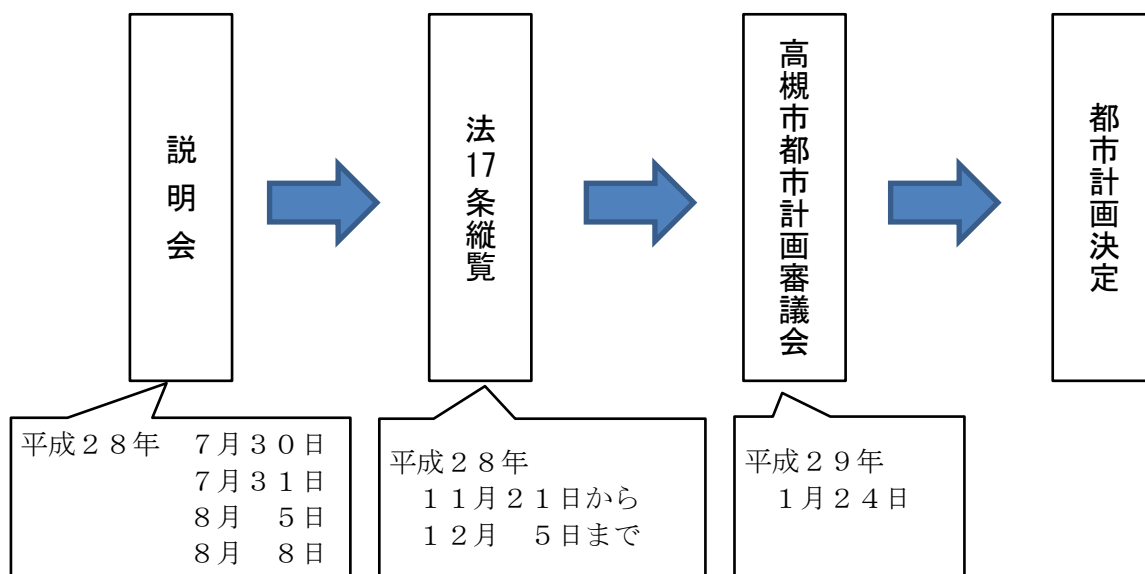 説明会
法17条縦覧
高槻市都市計画審議会
都市計画決定
平成２８年　７月３０日
７月３１日
８月　５日
８月　８日
平成２８年
１１月２１日から
１２月　５日まで
平成２９年
１月２４日